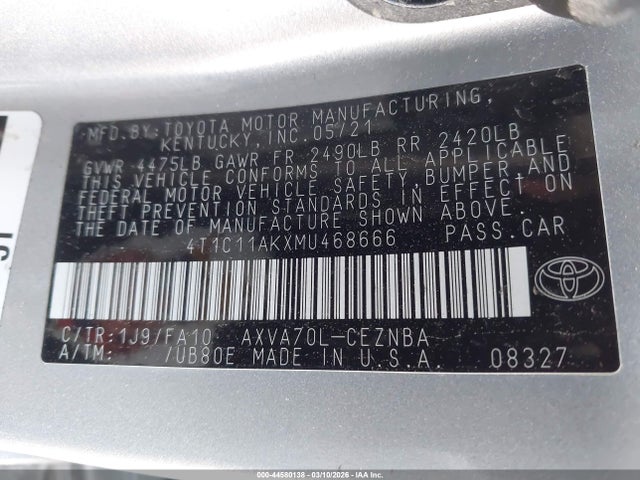 MFD.BY:TOYOTA MOTOR MANUFACTURING,
KENTUCKY,INC.05/21
GVWR 4475LB GAWR FR 2490LB RR 2420LB
THIS VEHICLE CONFORMS TO ALL APPLICABLE
FEDERAL MOTOR VEHICLE SAFETY,BUMPER,AND
THEFT PREVENTION STANDARDS IN EFFECT ON
THE DATE OF MANUFACTURE SHOWN ABOVE.
4T1C11AKXMU468666 PASS.CAR
C/TR:1J9/FA10 AXVA70L-CEZNBA
A/TM: /UB80E MADE IN U.S.A. 08327
000-44580138 - 03/10/2026 - IAA Inc.